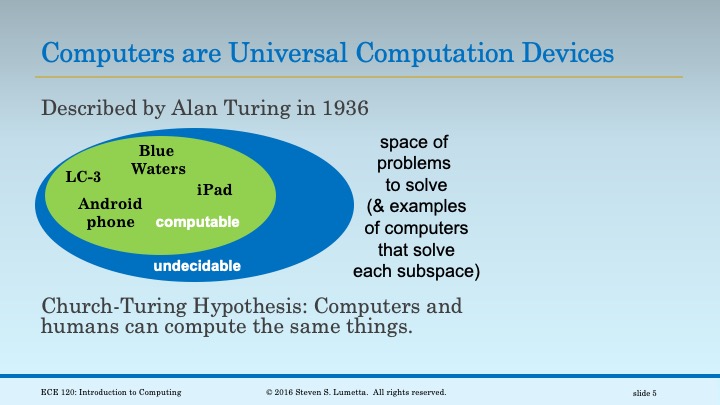 Computers are Universal Computation Devices
Described by Alan Turing in 1936
Blue
Waters
LC-3
iPad
Android
phone
computable
undecidable
space of
problems
to solve
(& examples
of computers
that solve
each subspace)
Church-Turing Hypothesis: Computers and
humans can compute the same things.
ECE 120: Introduction to Computing
© 2016 Steven S. Lumetta. All rights reserved.
slide 5